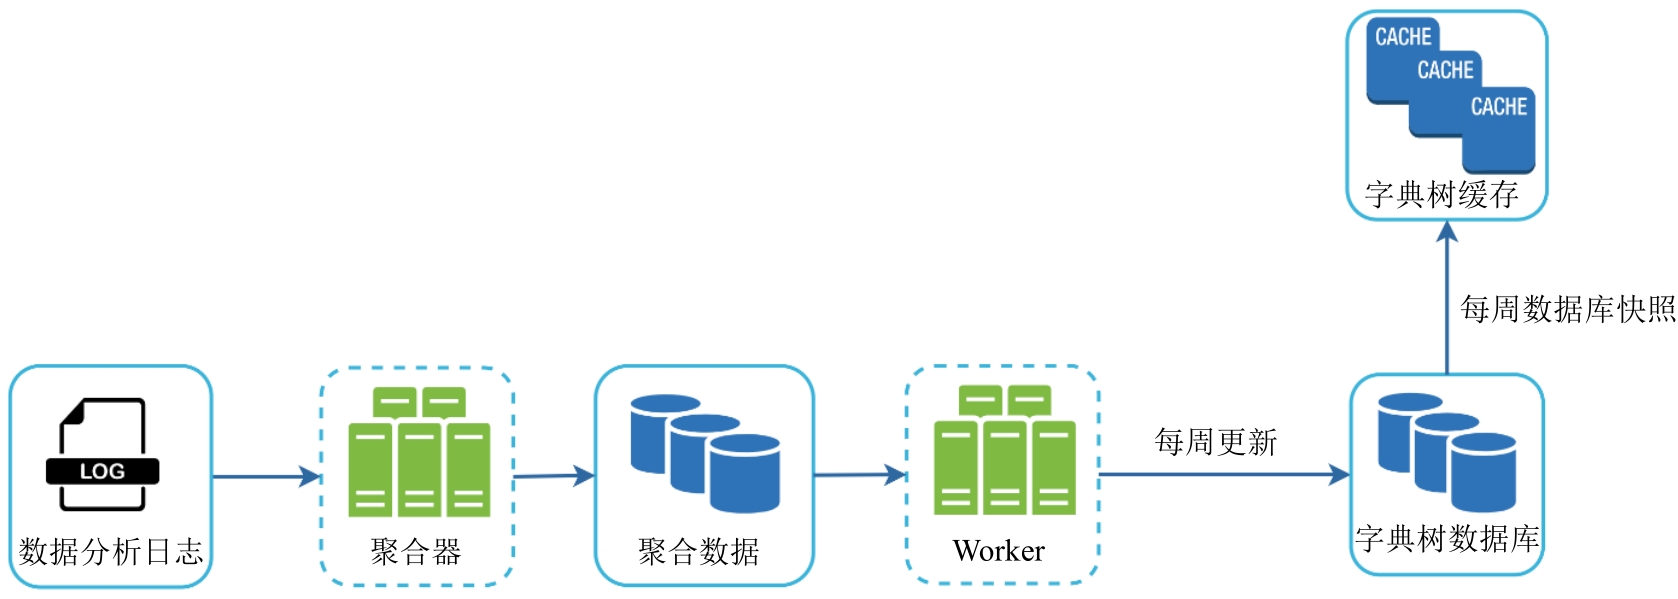 CACHE
CACHE
CACHE
字典树缓存
每周数据库快照
每周更新
LOG
数据分析日志
聚合器
聚合数据
Worker
字典树数据库